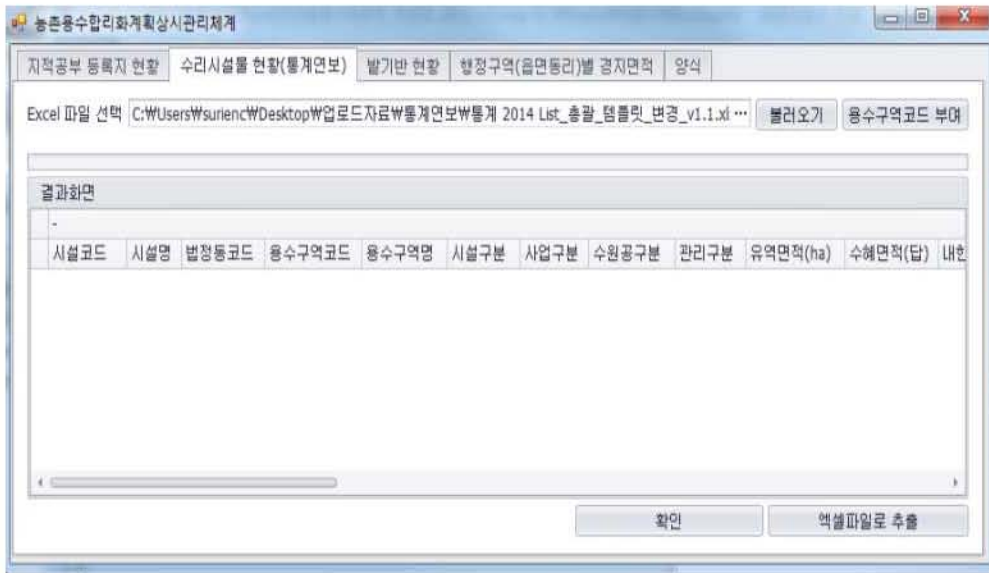 농촌용수합리화계획상시관리체계
지적공부 등록지 현황 수리시설물 현황(통계연보) 밭기반 현황 행정구역(읍면동리)별 경지면적 양식
Excel 파일 선택 C:₩Users₩surienc₩Desktop₩업로드자료₩통계연보₩통계 2014 List_총괄_템플릿_변경_v1.1.xl ··· 불러오기 용수구역코드 부여
결과화면
-
시설코드 시설명 법정동코드 용수구역코드 용수구역명 시설구분 사업구분 수원공구분 관리구분 유역면적(ha) 수혜면적(답) 내한
확인 엑셀파일로 추출